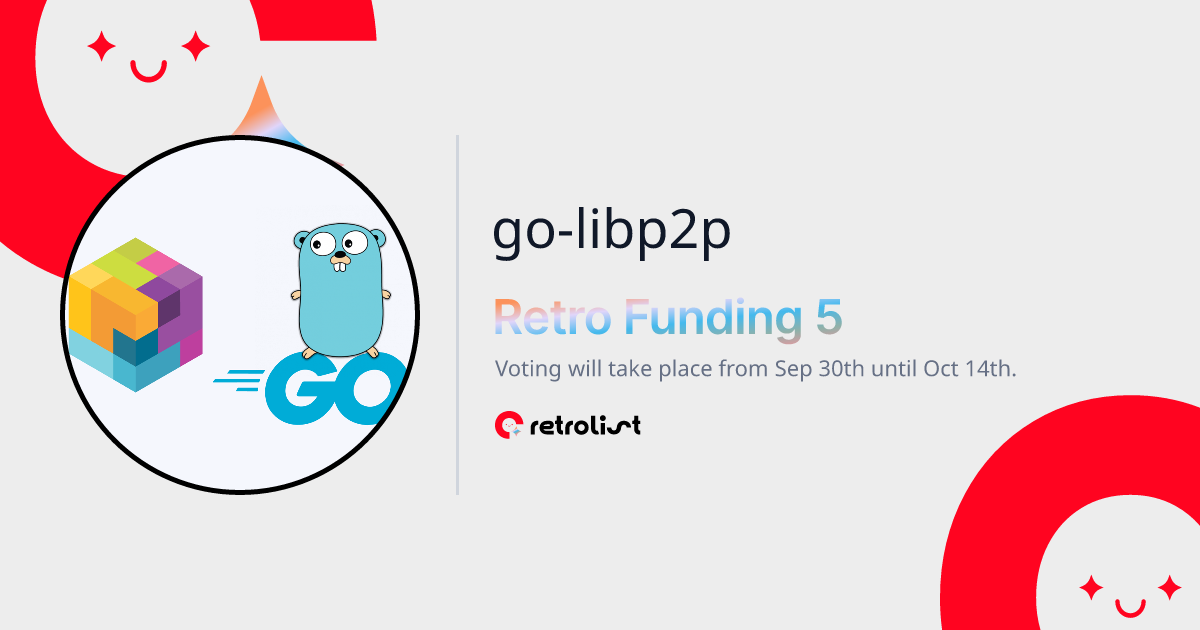 go-libp2p
Retro Funding 5
Voting will take place from Sep 30th until Oct 14th.
retrolist
GO